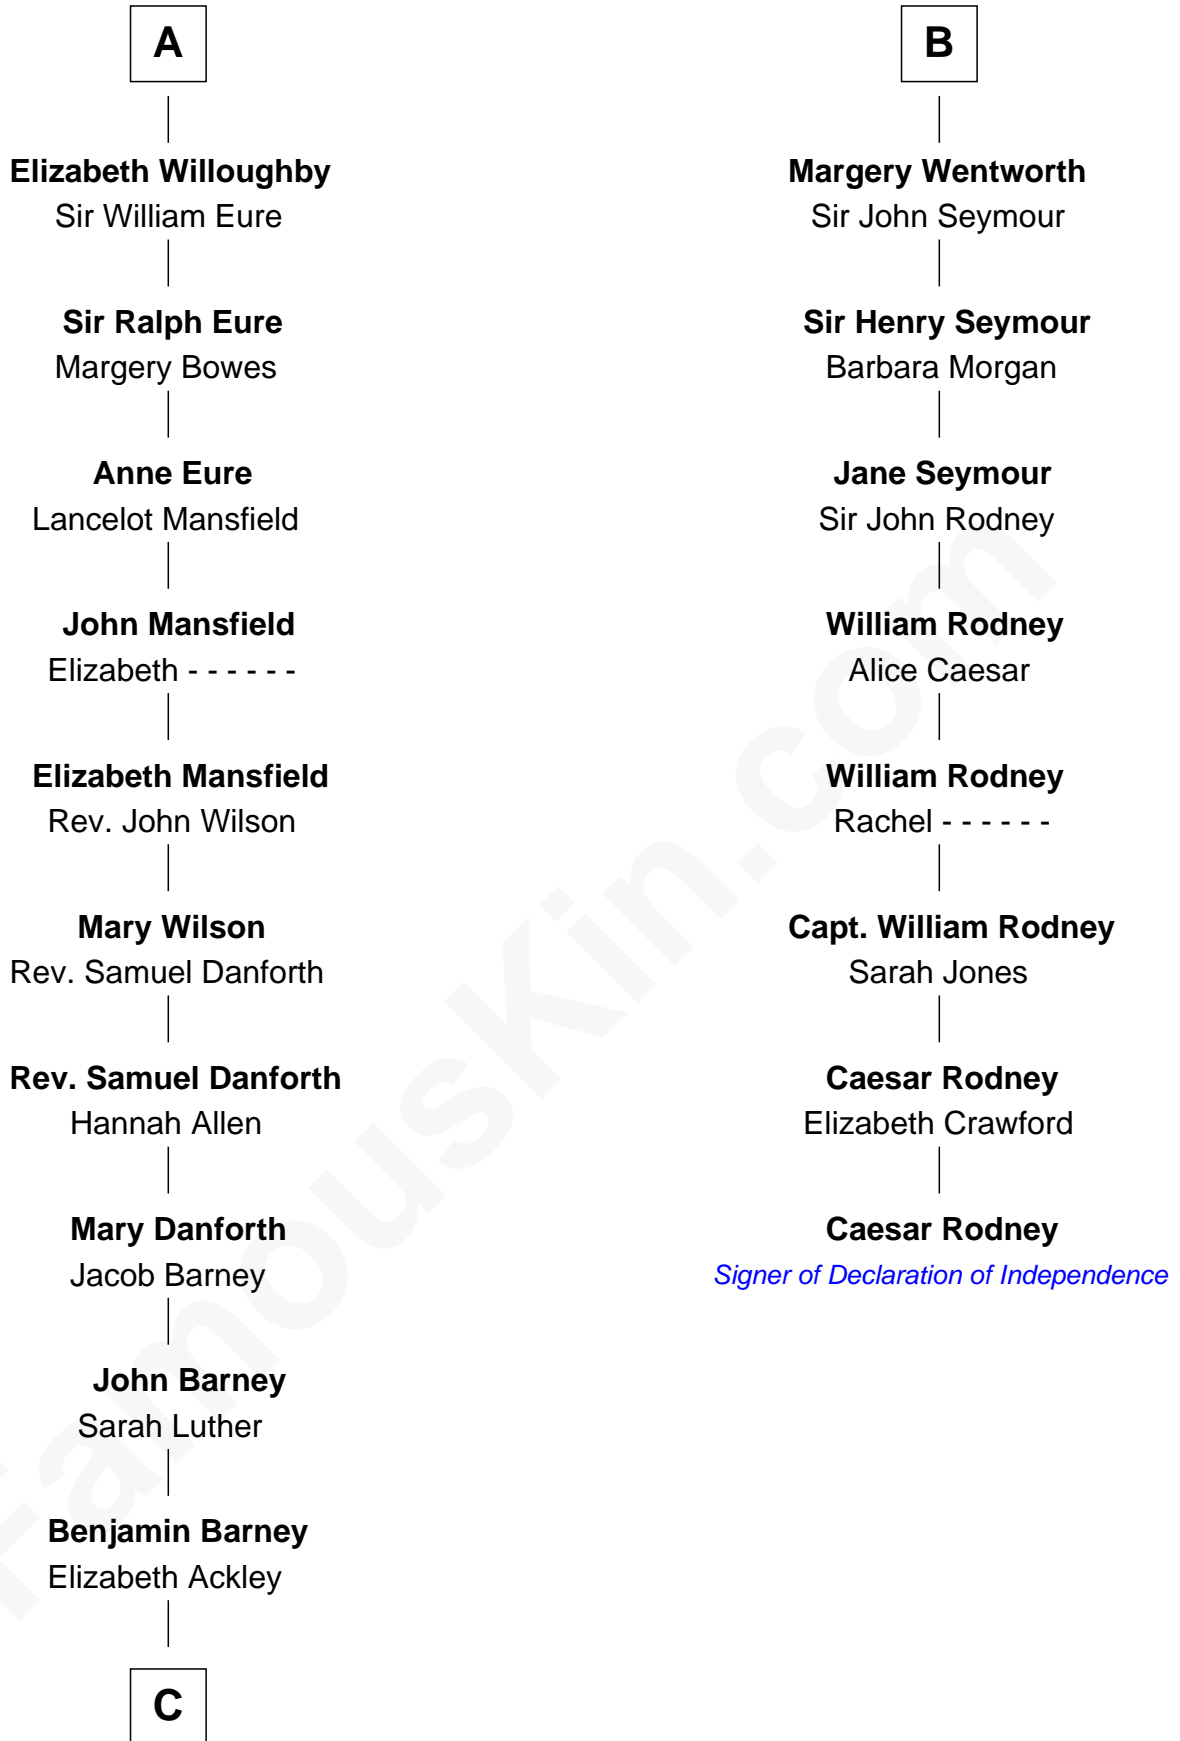 A
Elizabeth Willoughby
Sir William Eure
Sir Ralph Eure
Margery Bowes
Anne Eure
Lancelot Mansfield
John Mansfield
Elizabeth - - - - - -
Elizabeth Mansfield
Rev. John Wilson
Mary Wilson
Rev. Samuel Danforth
Rev. Samuel Danforth
Hannah Allen
Mary Danforth
Jacob Barney
John Barney
Sarah Luther
Benjamin Barney
Elizabeth Ackley
C
B
Margery Wentworth
Sir John Seymour
Sir Henry Seymour
Barbara Morgan
Jane Seymour
Sir John Rodney
William Rodney
Alice Caesar
William Rodney
Rachel - - - - - -
Capt. William Rodney
Sarah Jones
Caesar Rodney
Elizabeth Crawford
Caesar Rodney
Signer of Declaration of Independence
FamousKin.com